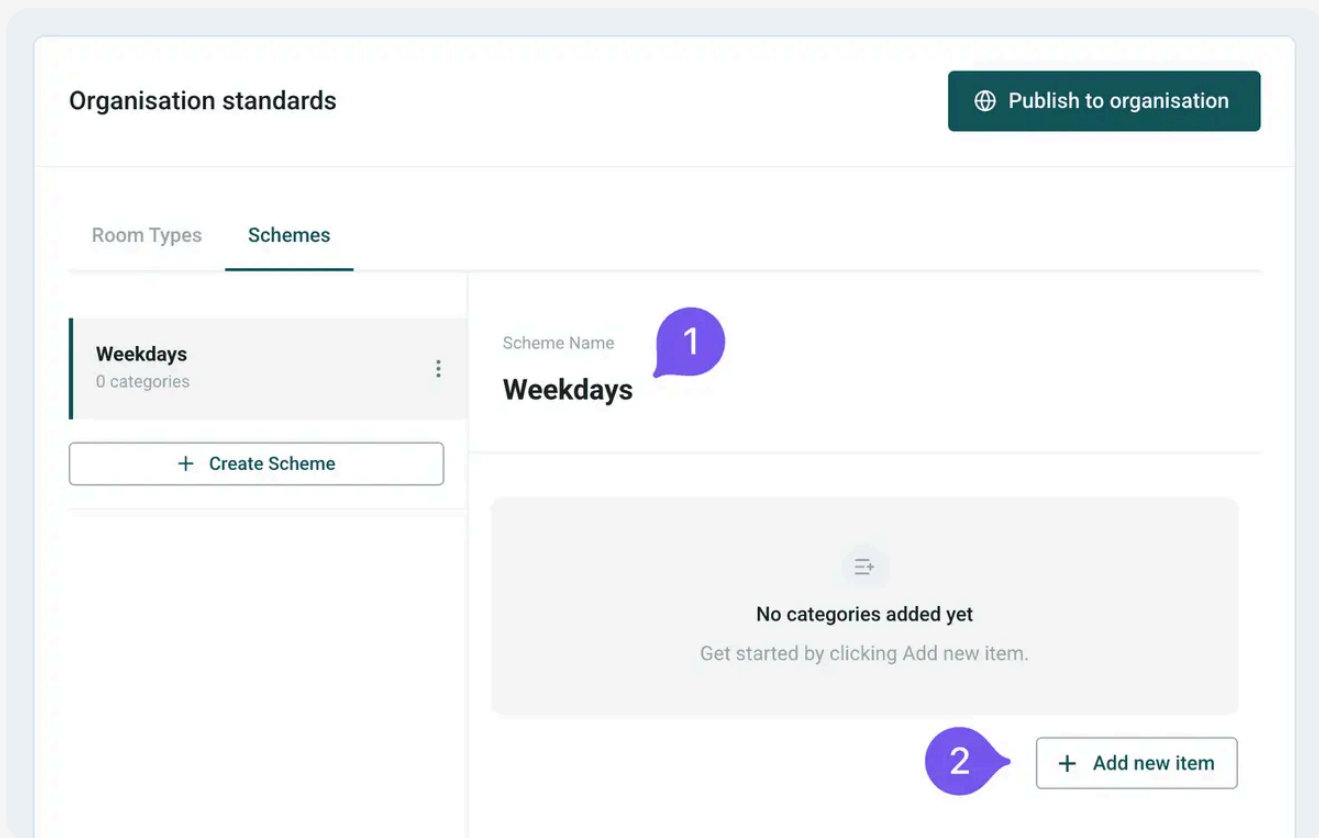 Organisation standards
Publish to organisation
Room Types
Schemes
Weekdays
0 categories
+ Create Scheme
Scheme Name
1
Weekdays
No categories added yet
Get started by clicking Add new item.
2
+ Add new item